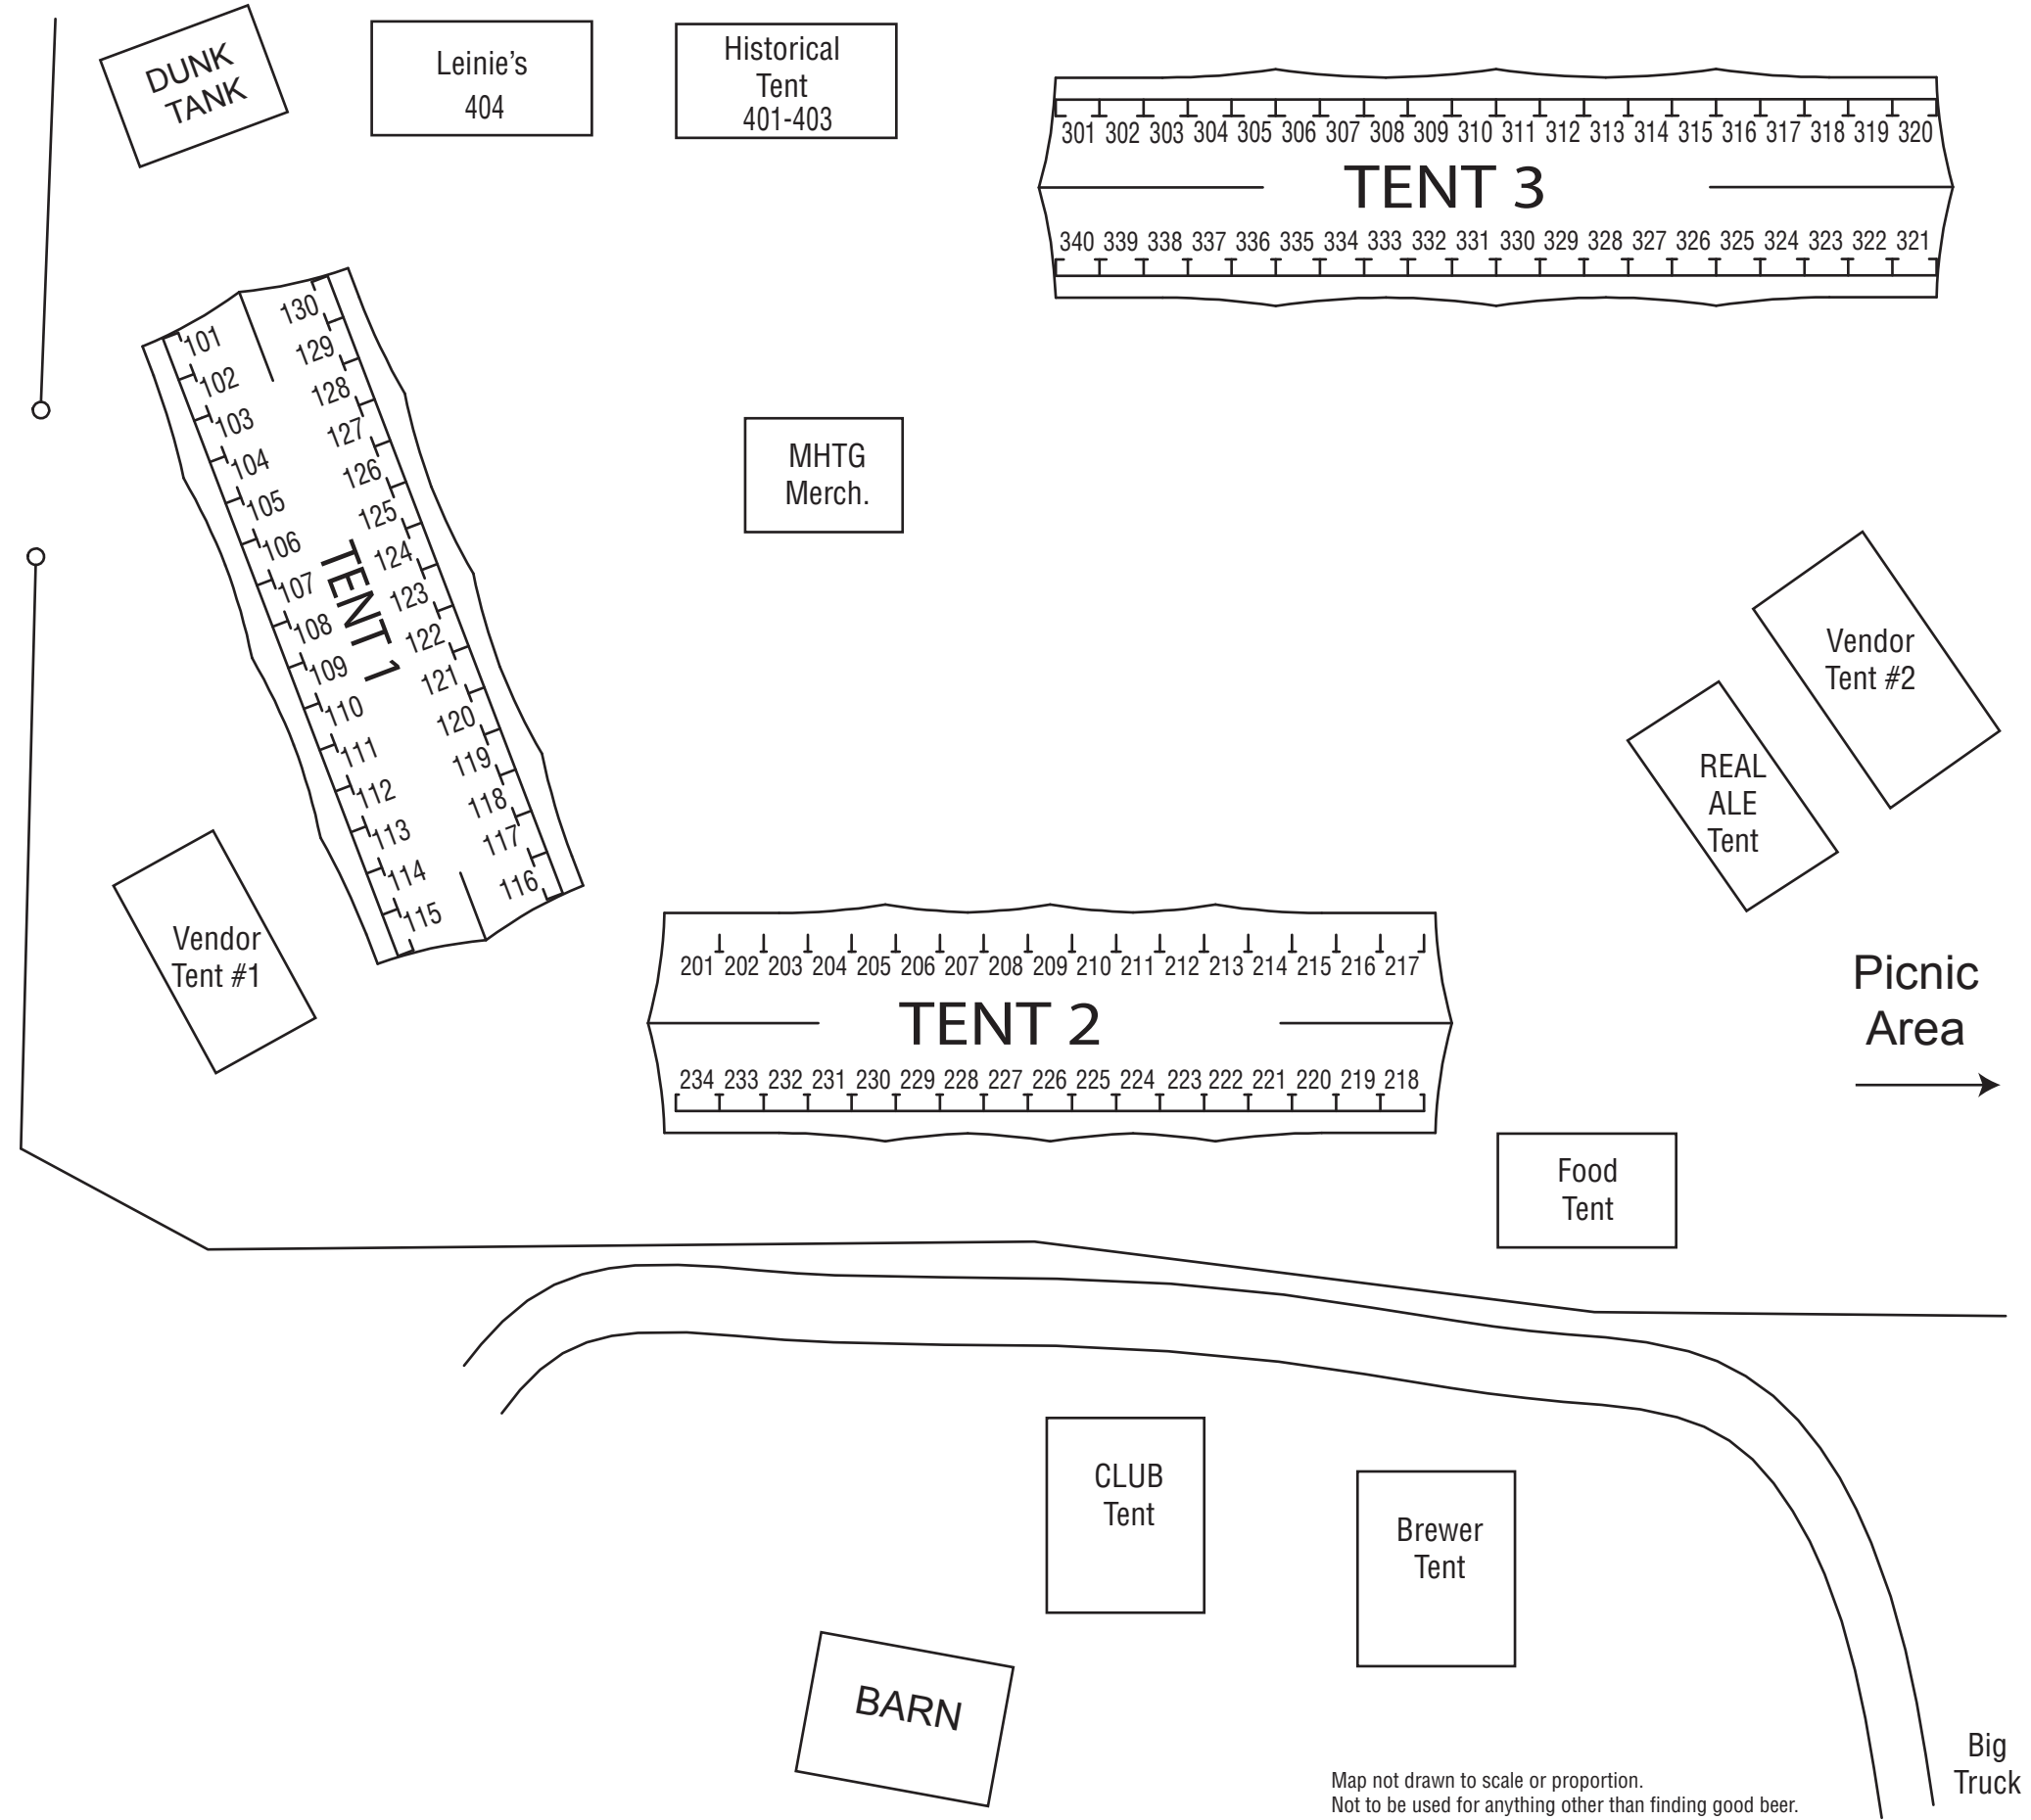 DUNK
TANK
Leinie's
404
Historical
Tent
401-403
301 302 303 304 305 306 307 308 309 310 311 312 313 314 315 316 317 318 319 320
TENT 3
340 339 338 337 336 335 334 333 332 331 330 329 328 327 326 325 324 323 322 321
101
102
103
104
105
106
107
108
109
110
111
112
113
114
115
TENT 1
130
129
128
127
126
125
124
123
122
121
120
119
118
117
116
MHTG
Merch.
Vendor
Tent #2
REAL
ALE
Tent
Vendor
Tent #1
201 202 203 204 205 206 207 208 209 210 211 212 213 214 215 216 217
TENT 2
234 233 232 231 230 229 228 227 226 225 224 223 222 221 220 219 218
Picnic
Area
Food
Tent
CLUB
Tent
Brewer
Tent
BARN
Big
Truck
Map not drawn to scale or proportion.
Not to be used for anything other than finding good beer.